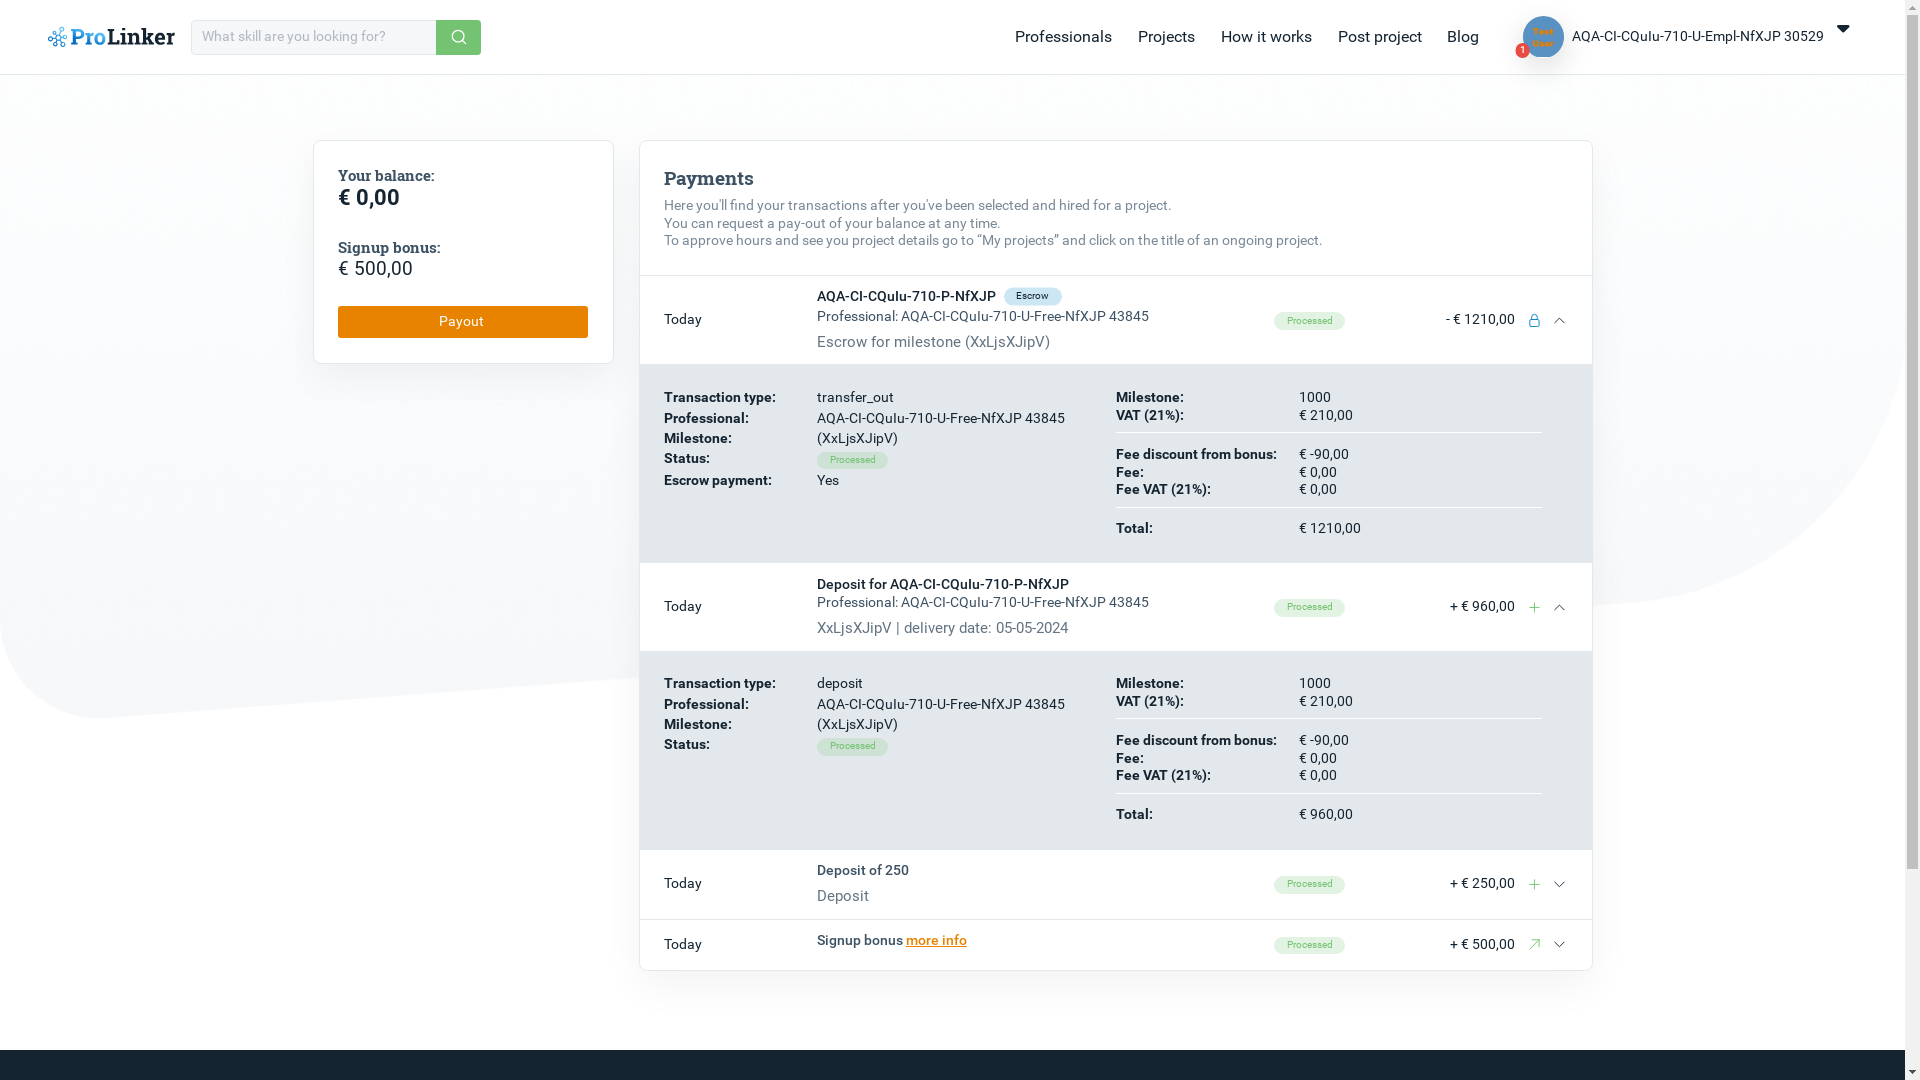 ProLinker
What skill are you looking for?
Professionals
Projects
How it works
Post project
Blog
Test
User
1
AQA-CI-CQuIu-710-U-Empl-NfXJP 30529
Your balance:
€ 0,00
Signup bonus:
€ 500,00
Payout
Payments
Here you'll find your transactions after you've been selected and hired for a project.
You can request a pay-out of your balance at any time.
To approve hours and see you project details go to “My projects” and click on the title of an ongoing project.
Today
AQA-CI-CQuIu-710-P-NfXJP Escrow
Professional: AQA-CI-CQuIu-710-U-Free-NfXJP 43845
Escrow for milestone (XxLjsXJipV)
Processed
- € 1210,00
Transaction type: transfer_out
Professional: AQA-CI-CQuIu-710-U-Free-NfXJP 43845
Milestone: (XxLjsXJipV)
Status: Processed
Escrow payment: Yes
Milestone: 1000
VAT (21%): € 210,00
Fee discount from bonus: € -90,00
Fee: € 0,00
Fee VAT (21%): € 0,00
Total: € 1210,00
Today
Deposit for AQA-CI-CQuIu-710-P-NfXJP
Professional: AQA-CI-CQuIu-710-U-Free-NfXJP 43845
XxLjsXJipV | delivery date: 05-05-2024
Processed
+ € 960,00
Transaction type: deposit
Professional: AQA-CI-CQuIu-710-U-Free-NfXJP 43845
Milestone: (XxLjsXJipV)
Status: Processed
Milestone: 1000
VAT (21%): € 210,00
Fee discount from bonus: € -90,00
Fee: € 0,00
Fee VAT (21%): € 0,00
Total: € 960,00
Today
Deposit of 250
Deposit
Processed
+ € 250,00
Today
Signup bonus more info
Processed
+ € 500,00